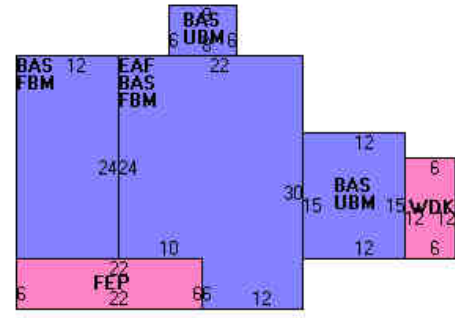 8
BAS
6 UBM 6
8
BAS 12 EAF 22
FBM BAS
FBM
12
6
24 24
30 15 BAS 15 WDK
UBM 12 12
10 12 6
22
FEP
6 22 6 6 12